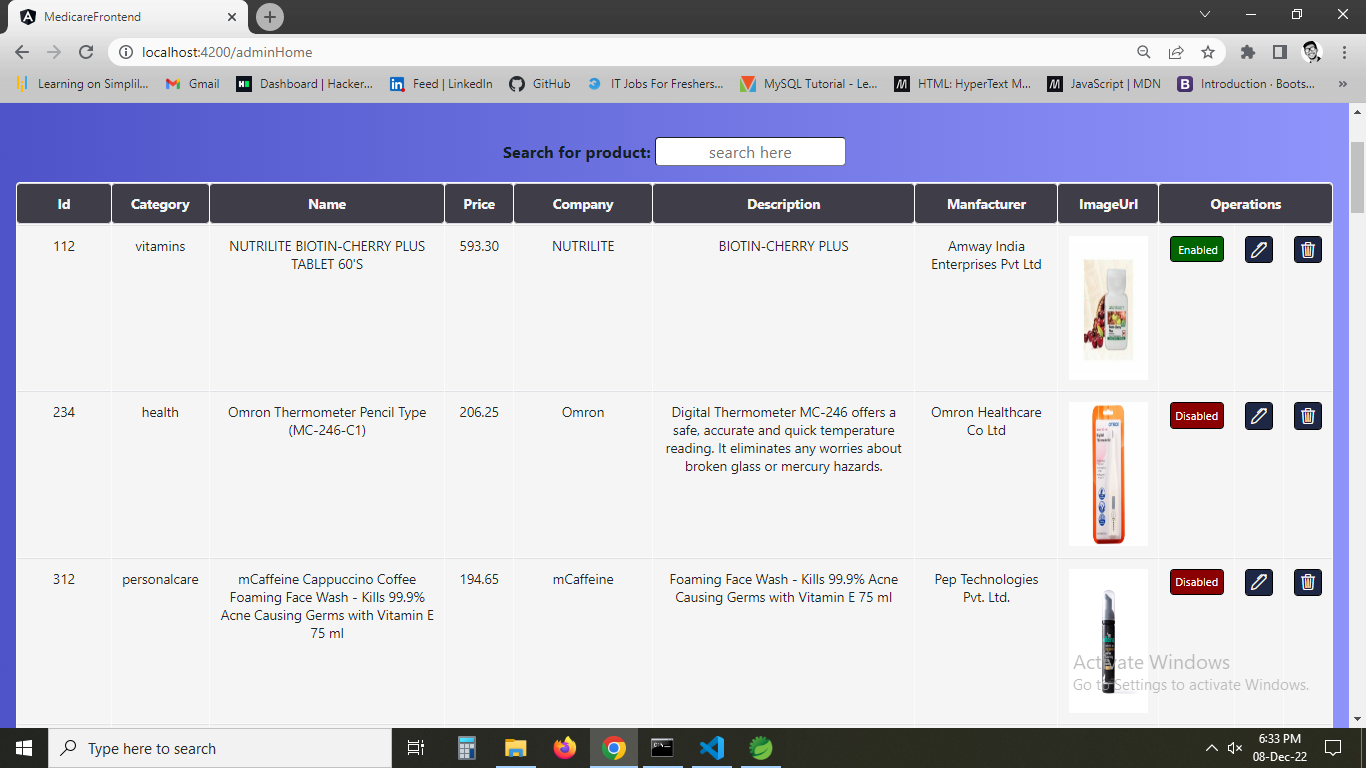 MedicareFrontend
localhost:4200/adminHome
Learning on Simplil... Gmail Dashboard | Hacker... Feed | LinkedIn GitHub IT Jobs For Freshers... MySQL Tutorial - Le... HTML: HyperText M... JavaScript | MDN Introduction · Boots...
Search for product: search here
Id Category Name Price Company Description Manfacturer ImageUrl Operations
112 vitamins NUTRILITE BIOTIN-CHERRY PLUS 593.30 NUTRILITE BIOTIN-CHERRY PLUS Amway India Enabled
TABLET 60'S Enterprises Pvt Ltd
234 health Omron Thermometer Pencil Type 206.25 Omron Digital Thermometer MC-246 offers a Omron Healthcare Disabled
(MC-246-C1) safe, accurate and quick temperature Co Ltd
reading. It eliminates any worries about
broken glass or mercury hazards.
312 personalcare mCaffeine Cappuccino Coffee 194.65 mCaffeine Foaming Face Wash - Kills 99.9% Acne Pep Technologies Disabled
Foaming Face Wash - Kills 99.9% Causing Germs with Vitamin E 75 ml Pvt. Ltd.
Acne Causing Germs with Vitamin E
75 ml
Activate Windows
Go to Settings to activate Windows.
Type here to search
6:33 PM
08-Dec-22